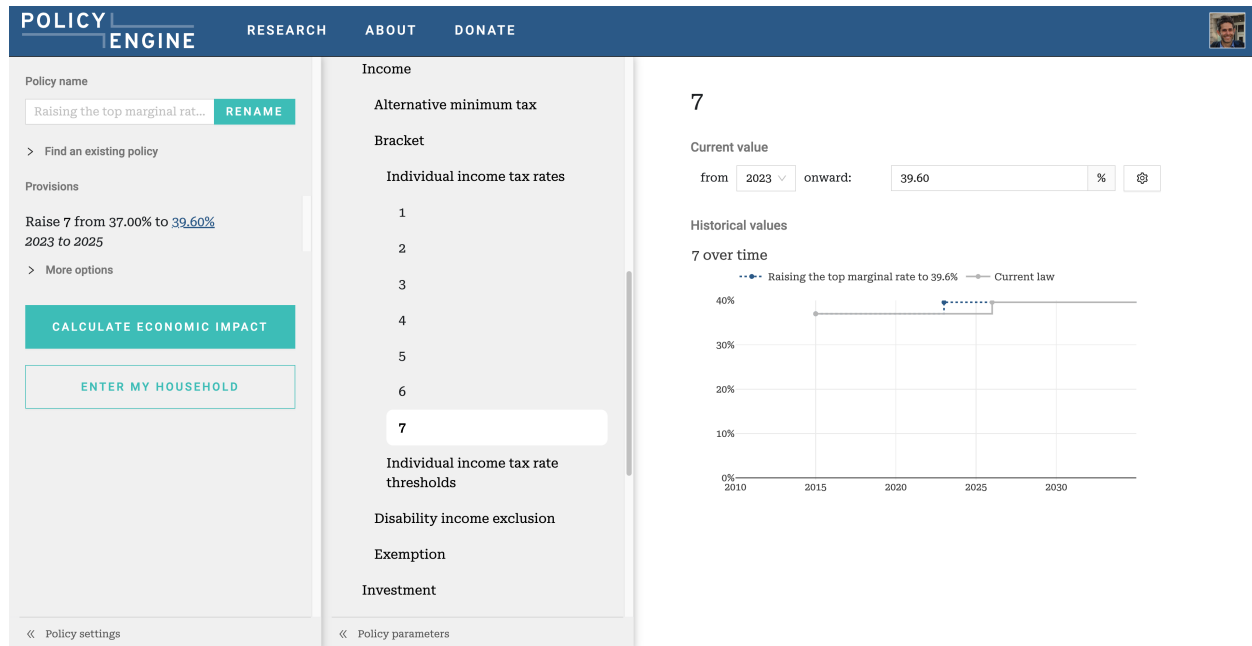 POLICY
ENGINE
RESEARCH
ABOUT
DONATE
Policy name
Raising the top marginal rat...
RENAME
Find an existing policy
Provisions
Raise 7 from 37.00% to 39.60%
2023 to 2025
More options
CALCULATE ECONOMIC IMPACT
ENTER MY HOUSEHOLD
Policy settings
Income
Alternative minimum tax
Bracket
Individual income tax rates
1
2
3
4
5
6
7
Individual income tax rate
thresholds
Disability income exclusion
Exemption
Investment
Policy parameters
7
Current value
from 2023 onward: 39.60 %
Historical values
7 over time
Raising the top marginal rate to 39.6% Current law
40%
30%
20%
10%
0%
2010 2015 2020 2025 2030